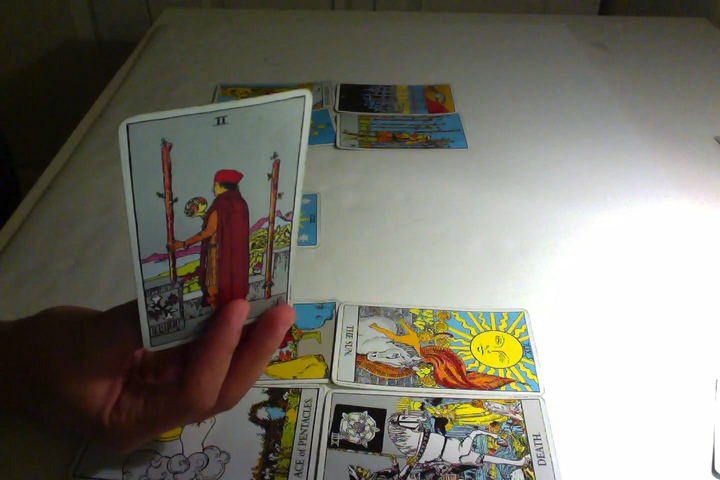 II
THE SUN
ACE of PENTACLES
DEATH